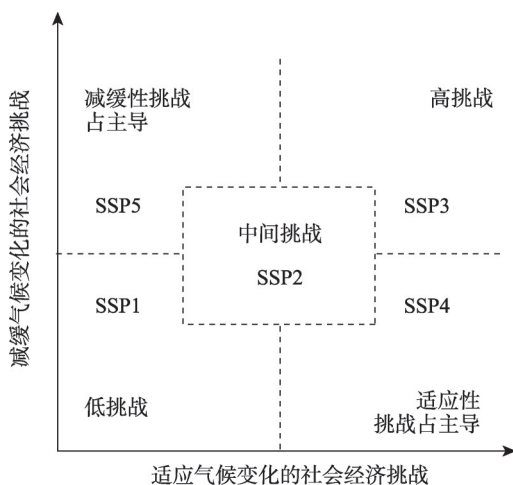 减缓气候变化的社会经济挑战
减缓性挑战
占主导
高挑战
SSP5
SSP3
中间挑战
SSP2
SSP1
SSP4
低挑战
适应性
挑战占主导
适应气候变化的社会经济挑战